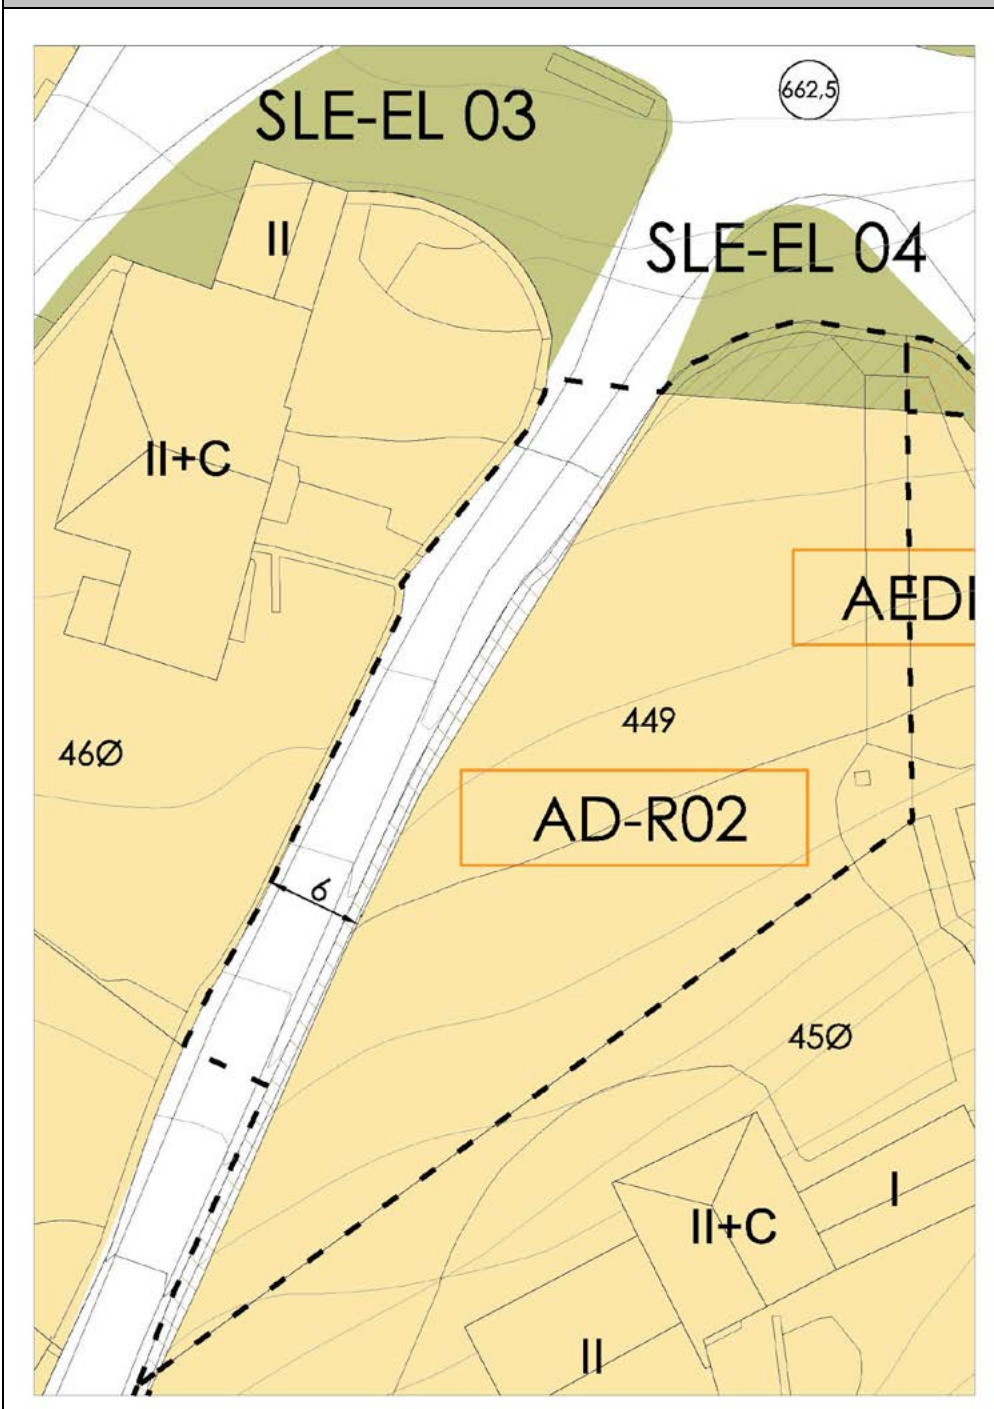 662,5
SLE-EL 03
SLE-EL 04
II
II+C
AEDI
449
46Ø
AD-R02
6
45Ø
I
II+C
II